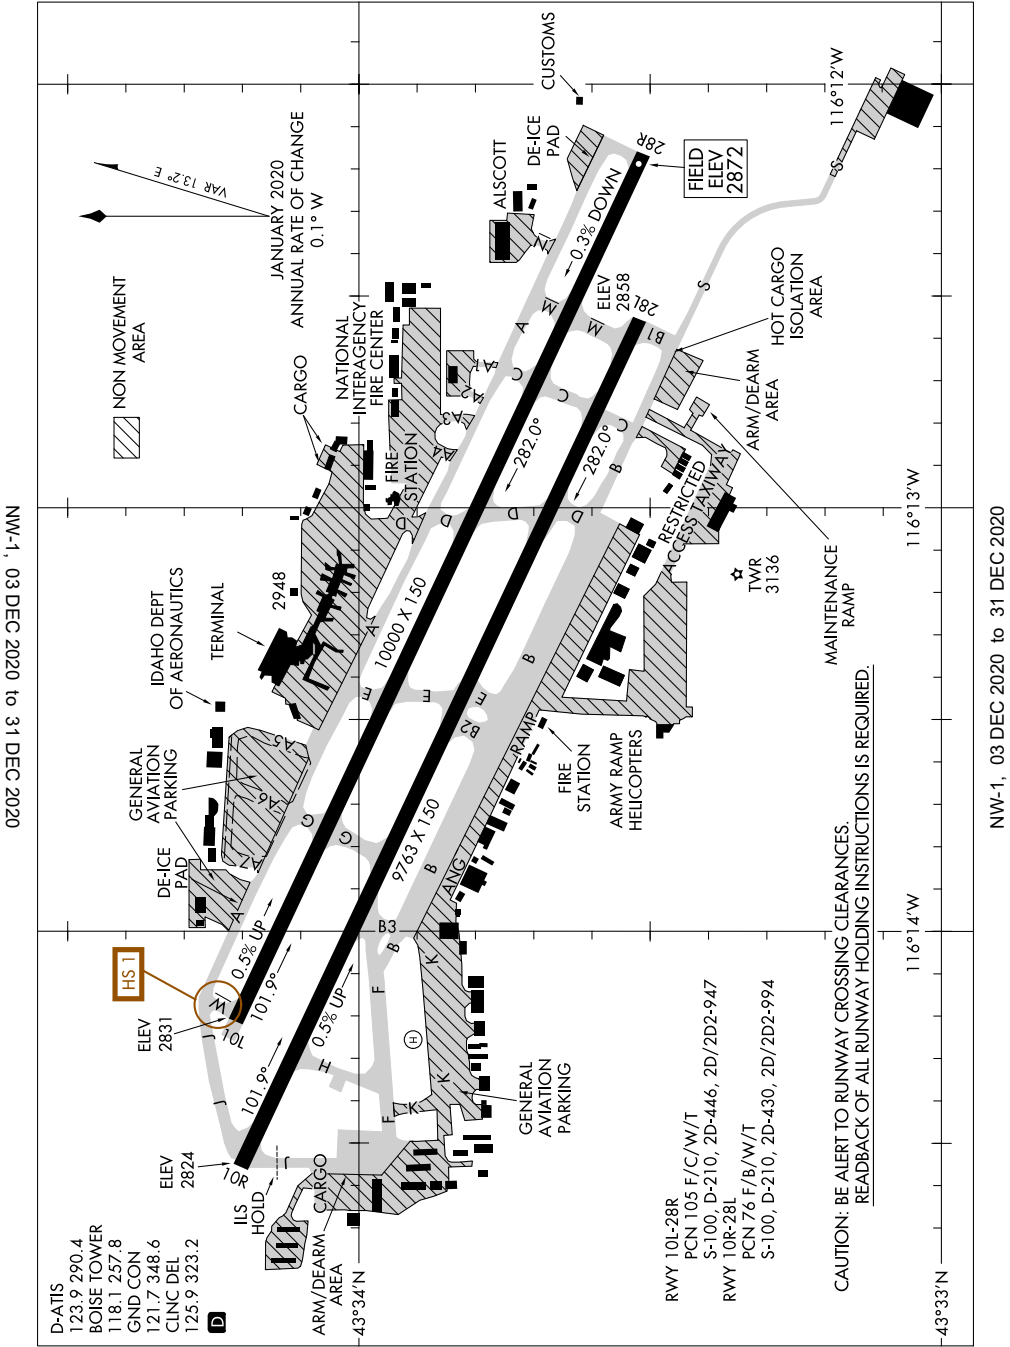 D-ATIS
123.9 290.4
BOISE TOWER
118.1 257.8
GND CON
121.7 348.6
CLNC DEL
125.9 323.2
D
JANUARY 2020
ANNUAL RATE OF CHANGE
0.1° W
VAR 13.2° E
NON MOVEMENT
AREA
CUSTOMS
DE-ICE
PAD
ALSCOTT
28R
FIELD
ELEV
2872
116°12'W
0.3% DOWN
N
M
M
A
S
S
ELEV
2858
28L
B1
HOT CARGO
ISOLATION
AREA
ARM/DEARM
AREA
NATIONAL
INTERAGENCY
FIRE CENTER
CARGO
A1
A2
A3
A4
C
C
C
FIRE
STATION
282.0°
282.0°
B
D
D
D
RESTRICTED
ACCESS TAXIWAY
116°13'W
MAINTENANCE
RAMP
TWR
3136
2948
TERMINAL
IDAHO DEPT
OF AERONAUTICS
A
10000 X 150
E
E
E
B
B2
RAMP
FIRE
STATION
ARMY RAMP
HELICOPTERS
GENERAL
AVIATION
PARKING
A5
A6
A7
G
G
9763 X 150
B
ANG
DE-ICE
PAD
A
0.5% UP
B3
B
K
116°14'W
HS 1
W
101.9°
10L
ELEV
2831
J
0.5% UP
F
H
H
K
J
101.9°
F
K
GENERAL
AVIATION
PARKING
ELEV
2824
10R
J
ILS
HOLD
CARGO
ARM/DEARM
AREA
43°34'N
43°33'N
RWY 10L-28R
PCN 105 F/C/W/T
S-100, D-210, 2D-446, 2D/2D2-947
RWY 10R-28L
PCN 76 F/B/W/T
S-100, D-210, 2D-430, 2D/2D2-994
CAUTION: BE ALERT TO RUNWAY CROSSING CLEARANCES.
READBACK OF ALL RUNWAY HOLDING INSTRUCTIONS IS REQUIRED.
NW-1, 03 DEC 2020 to 31 DEC 2020
NW-1, 03 DEC 2020 to 31 DEC 2020